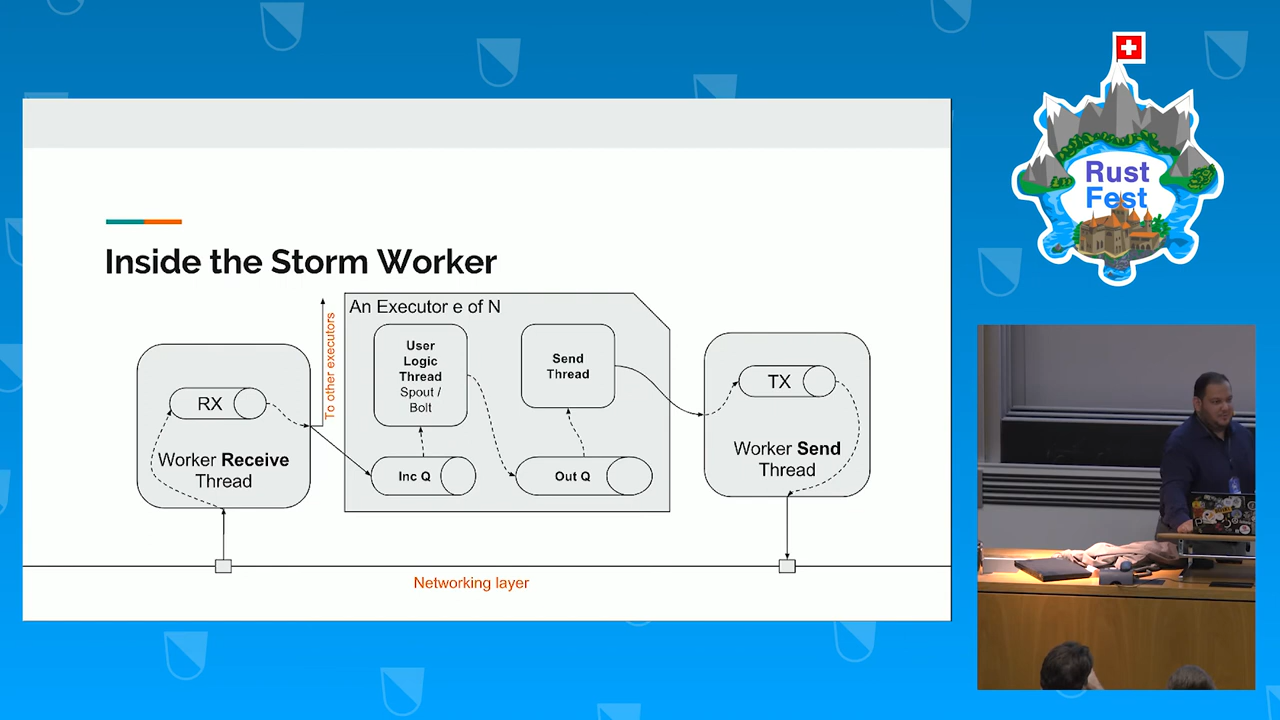 Rust
Fest
Inside the Storm Worker
An Executor e of N
To other executors
User
Logic
Thread
Spout /
Bolt
Send
Thread
RX
TX
Worker Receive
Thread
Inc Q
Out Q
Worker Send
Thread
Networking layer